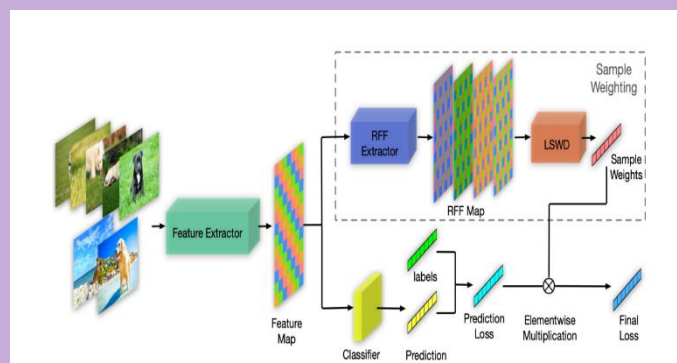 Sample
Weighting
RFF
Extractor
LSWD
Sample
Weights
RFF Map
Feature Extractor
Feature
Map
labels
Classifier
Prediction
Prediction
Loss
Elementwise
Multiplication
Final
Loss